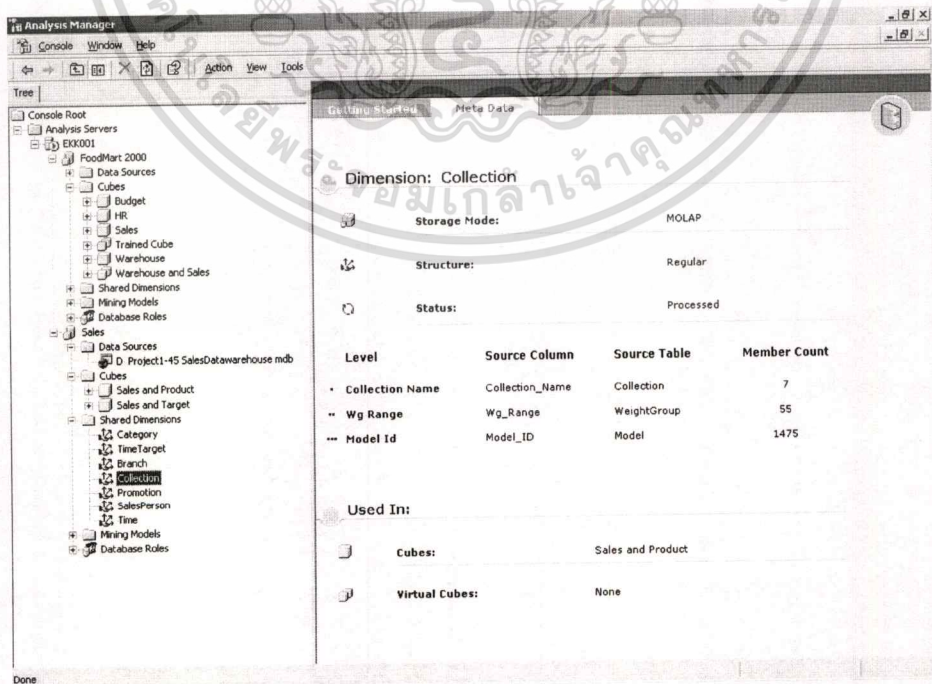 Analysis Manager
Console Window Help
Action View Tools
Tree
Console Root
Analysis Servers
EKK001
FoodMart 2000
Data Sources
Cubes
Budget
HR
Sales
Trained Cube
Warehouse
Warehouse and Sales
Shared Dimensions
Mining Models
Database Roles
Sales
Data Sources
D Project1-45 SalesDatawarehouse mdb
Cubes
Sales and Product
Sales and Target
Shared Dimensions
Category
TimeTarget
Branch
Collection
Promotion
SalesPerson
Time
Mining Models
Database Roles
Getting Started Meta Data
Dimension: Collection
Storage Mode: MOLAP
Structure: Regular
Status: Processed
Level Source Column Source Table Member Count
Collection Name Collection_Name Collection 7
Wg Range Wg_Range WeightGroup 55
Model Id Model_ID Model 1475
Used In:
Cubes: Sales and Product
Virtual Cubes: None
Done